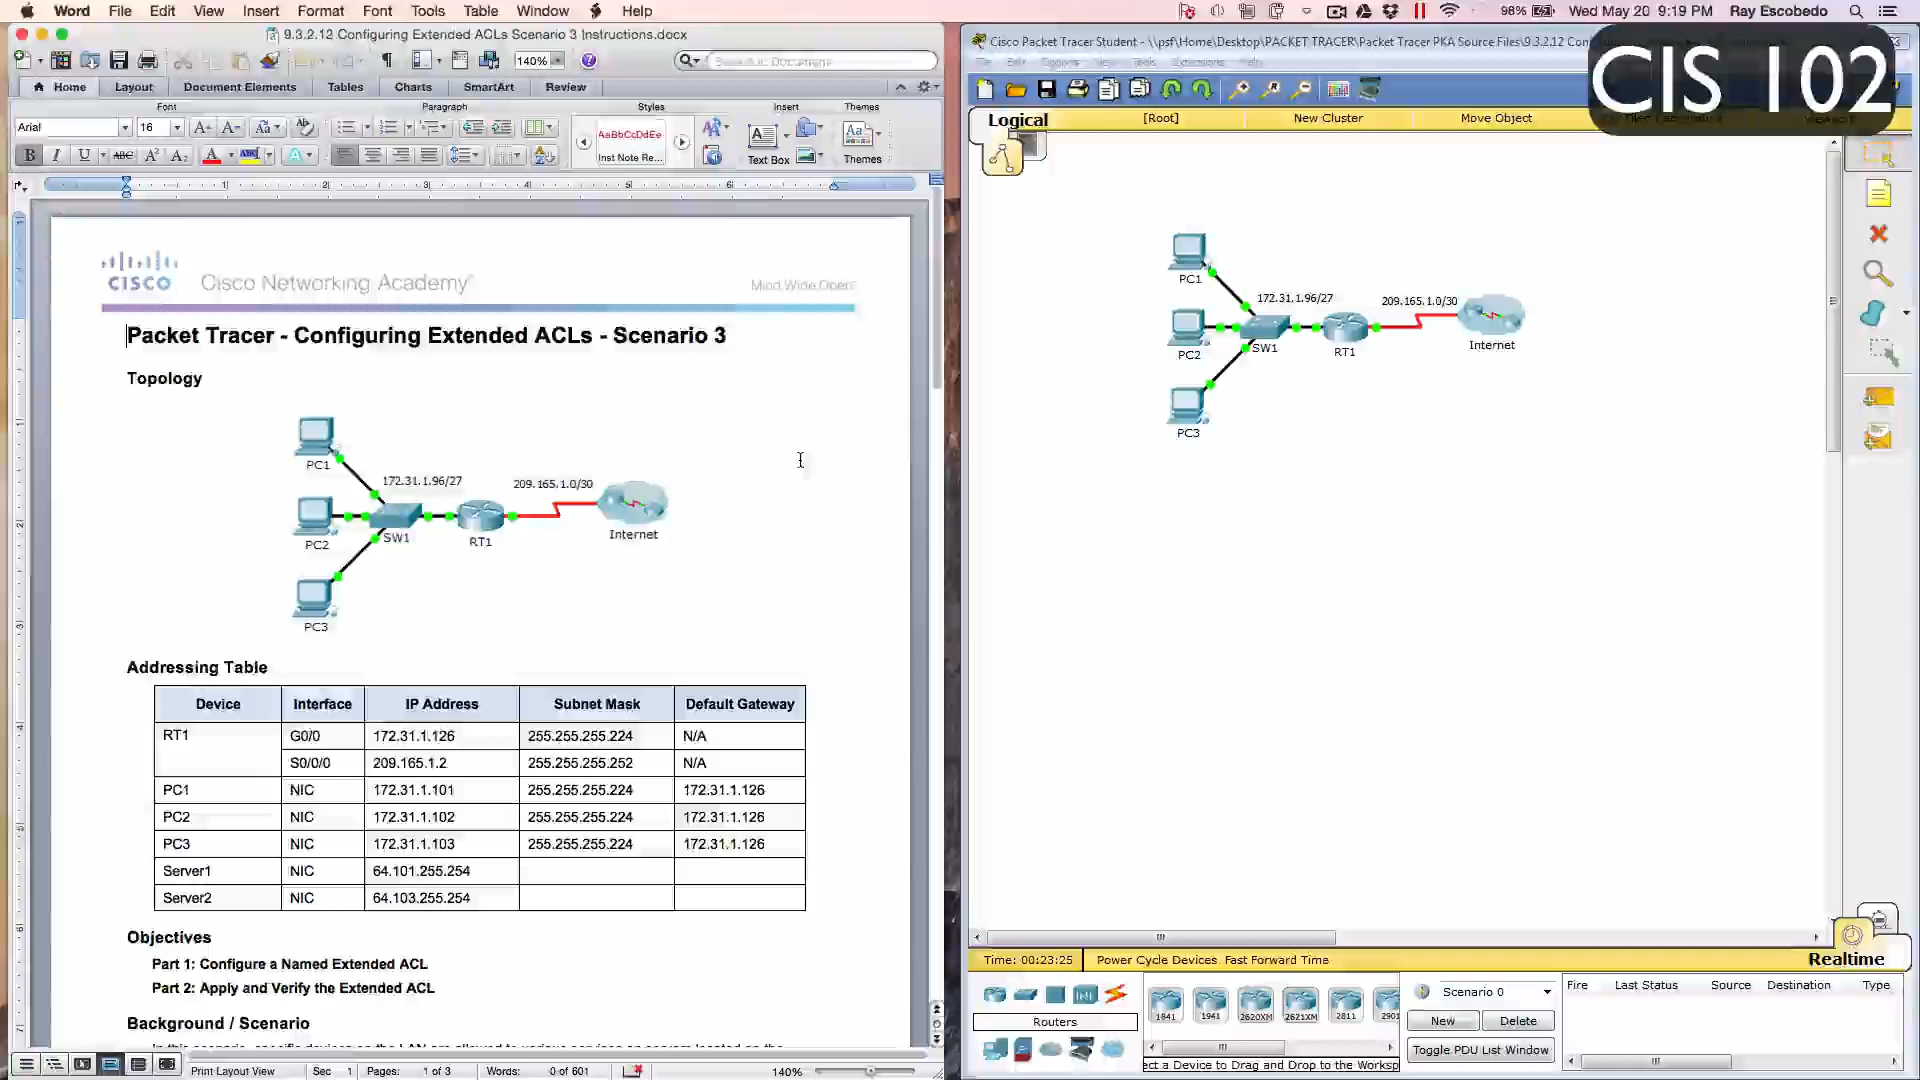 Word File Edit View Insert Format Font Tools Table Window Help
98% Wed May 20 9:19 PM Ray Escobedo
9.3.2.12 Configuring Extended ACLs Scenario 3 Instructions.docx
140%
Home Layout Document Elements Tables Charts SmartArt Review
Font Paragraph Styles Insert Themes
Arial 16
AaBbCcDdEe
Inst Note Re...
Text Box Themes
CISCO Cisco Networking Academy Mind Wide Open
Packet Tracer - Configuring Extended ACLs - Scenario 3
Topology
PC1
172.31.1.96/27
209.165.1.0/30
PC2
SW1
RT1
Internet
PC3
Addressing Table
Device Interface IP Address Subnet Mask Default Gateway
RT1 G0/0 172.31.1.126 255.255.255.224 N/A
S0/0/0 209.165.1.2 255.255.255.252 N/A
PC1 NIC 172.31.1.101 255.255.255.224 172.31.1.126
PC2 NIC 172.31.1.102 255.255.255.224 172.31.1.126
PC3 NIC 172.31.1.103 255.255.255.224 172.31.1.126
Server1 NIC 64.101.255.254
Server2 NIC 64.103.255.254
Objectives
Part 1: Configure a Named Extended ACL
Part 2: Apply and Verify the Extended ACL
Background / Scenario
Print Layout View Sec 1 Pages: 1 of 3 Words: 0 of 601 140%
Cisco Packet Tracer Student - \\psf\Home\Desktop\PACKET TRACER\Packet Tracer PKA Source Files\9.3.2.12
CIS 102
Logical [Root] New Cluster Move Object
PC1
172.31.1.96/27
209.165.1.0/30
PC2
SW1
RT1
Internet
PC3
Time: 00:23:25 Power Cycle Devices Fast Forward Time Realtime
Routers
1841 1941 2620XM 2621XM 2811 2901
Scenario 0
New Delete
Toggle PDU List Window
Fire Last Status Source Destination Type
ect a Device to Drag and Drop to the Worksp